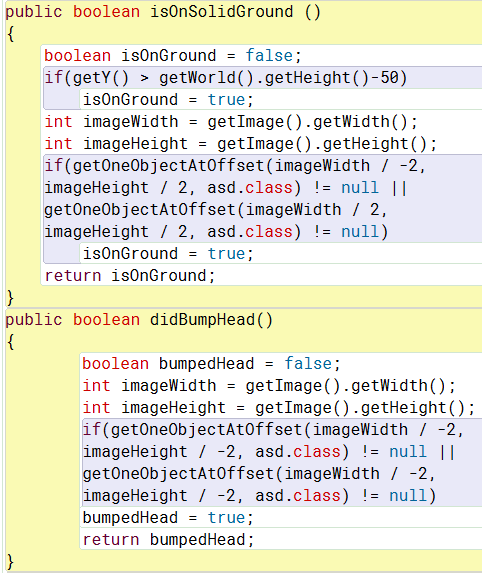 public boolean isOnSolidGround ()
{
boolean isOnGround = false;
if(getY() > getWorld().getHeight()-50)
isOnGround = true;
int imageWidth = getImage().getWidth();
int imageHeight = getImage().getHeight();
if(getOneObjectAtOffset(imageWidth / -2,
imageHeight / 2, asd.class) != null ||
getOneObjectAtOffset(imageWidth / 2,
imageHeight / 2, asd.class) != null)
isOnGround = true;
return isOnGround;
}
public boolean didBumpHead()
{
boolean bumpedHead = false;
int imageWidth = getImage().getWidth();
int imageHeight = getImage().getHeight();
if(getOneObjectAtOffset(imageWidth / -2,
imageHeight / -2, asd.class) != null ||
getOneObjectAtOffset(imageWidth / -2,
imageHeight / -2, asd.class) != null)
bumpedHead = true;
return bumpedHead;
}